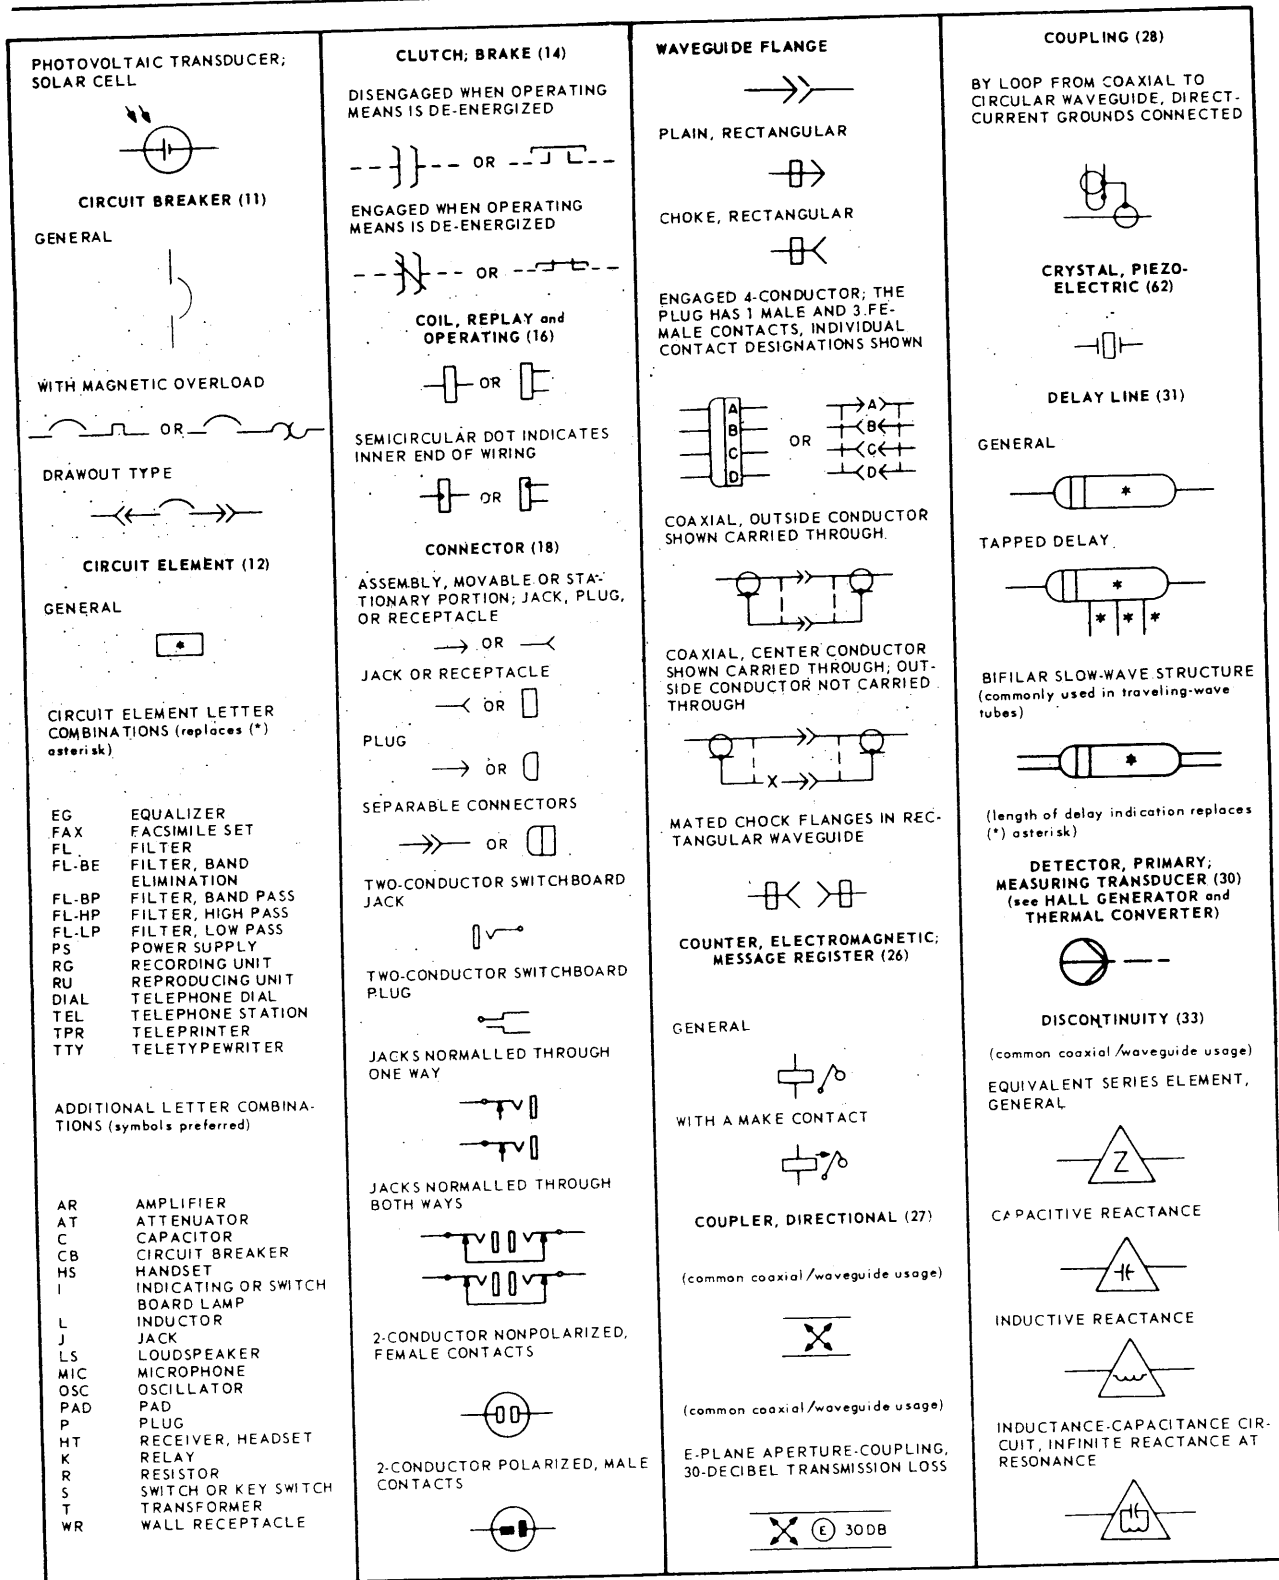 PHOTOVOLTAIC TRANSDUCER;
SOLAR CELL
CIRCUIT BREAKER (11)
GENERAL
WITH MAGNETIC OVERLOAD
OR
DRAWOUT TYPE
CIRCUIT ELEMENT (12)
GENERAL
*
CIRCUIT ELEMENT LETTER
COMBINATIONS (replaces (*)
asterisk)
EG EQUALIZER
FAX FACSIMILE SET
FL FILTER
FL-BE FILTER, BAND
ELIMINATION
FL-BP FILTER, BAND PASS
FL-HP FILTER, HIGH PASS
FL-LP FILTER, LOW PASS
PS POWER SUPPLY
RG RECORDING UNIT
RU REPRODUCING UNIT
DIAL TELEPHONE DIAL
TEL TELEPHONE STATION
TPR TELEPRINTER
TTY TELETYPEWRITER
ADDITIONAL LETTER COMBINA-
TIONS (symbols preferred)
AR AMPLIFIER
AT ATTENUATOR
C CAPACITOR
CB CIRCUIT BREAKER
HS HANDSET
I INDICATING OR SWITCH
BOARD LAMP
L INDUCTOR
J JACK
LS LOUDSPEAKER
MIC MICROPHONE
OSC OSCILLATOR
PAD PAD
P PLUG
HT RECEIVER, HEADSET
K RELAY
R RESISTOR
S SWITCH OR KEY SWITCH
T TRANSFORMER
WR WALL RECEPTACLE
CLUTCH; BRAKE (14)
DISENGAGED WHEN OPERATING
MEANS IS DE-ENERGIZED
OR
ENGAGED WHEN OPERATING
MEANS IS DE-ENERGIZED
OR
COIL, REPLAY and
OPERATING (16)
OR
SEMICIRCULAR DOT INDICATES
INNER END OF WIRING
OR
CONNECTOR (18)
ASSEMBLY, MOVABLE OR STA-
TIONARY PORTION; JACK, PLUG,
OR RECEPTACLE
OR
JACK OR RECEPTACLE
OR
PLUG
OR
SEPARABLE CONNECTORS
OR
TWO-CONDUCTOR SWITCHBOARD
JACK
TWO-CONDUCTOR SWITCHBOARD
PLUG
JACKS NORMALLED THROUGH
ONE WAY
JACKS NORMALLED THROUGH
BOTH WAYS
2-CONDUCTOR NONPOLARIZED,
FEMALE CONTACTS
2-CONDUCTOR POLARIZED, MALE
CONTACTS
WAVEGUIDE FLANGE
PLAIN, RECTANGULAR
CHOKE, RECTANGULAR
ENGAGED 4-CONDUCTOR; THE
PLUG HAS 1 MALE AND 3 FE-
MALE CONTACTS, INDIVIDUAL
CONTACT DESIGNATIONS SHOWN
A A
B B
OR
C C
D D
COAXIAL, OUTSIDE CONDUCTOR
SHOWN CARRIED THROUGH
COAXIAL, CENTER CONDUCTOR
SHOWN CARRIED THROUGH; OUT-
SIDE CONDUCTOR NOT CARRIED
THROUGH
X
MATED CHOCK FLANGES IN REC-
TANGULAR WAVEGUIDE
COUNTER, ELECTROMAGNETIC;
MESSAGE REGISTER (26)
GENERAL
WITH A MAKE CONTACT
COUPLER, DIRECTIONAL (27)
(common coaxial/waveguide usage)
(common coaxial/waveguide usage)
E-PLANE APERTURE-COUPLING,
30-DECIBEL TRANSMISSION LOSS
E 30DB
COUPLING (28)
BY LOOP FROM COAXIAL TO
CIRCULAR WAVEGUIDE, DIRECT-
CURRENT GROUNDS CONNECTED
CRYSTAL, PIEZO-
ELECTRIC (62)
DELAY LINE (31)
GENERAL
*
TAPPED DELAY
*
* * *
BIFILAR SLOW-WAVE STRUCTURE
(commonly used in traveling-wave
tubes)
*
(length of delay indication replaces
(*) asterisk)
DETECTOR, PRIMARY;
MEASURING TRANSDUCER (30)
(see HALL GENERATOR and
THERMAL CONVERTER)
DISCONTINUITY (33)
(common coaxial/waveguide usage)
EQUIVALENT SERIES ELEMENT,
GENERAL
Z
CAPACITIVE REACTANCE
INDUCTIVE REACTANCE
INDUCTANCE-CAPACITANCE CIR-
CUIT, INFINITE REACTANCE AT
RESONANCE